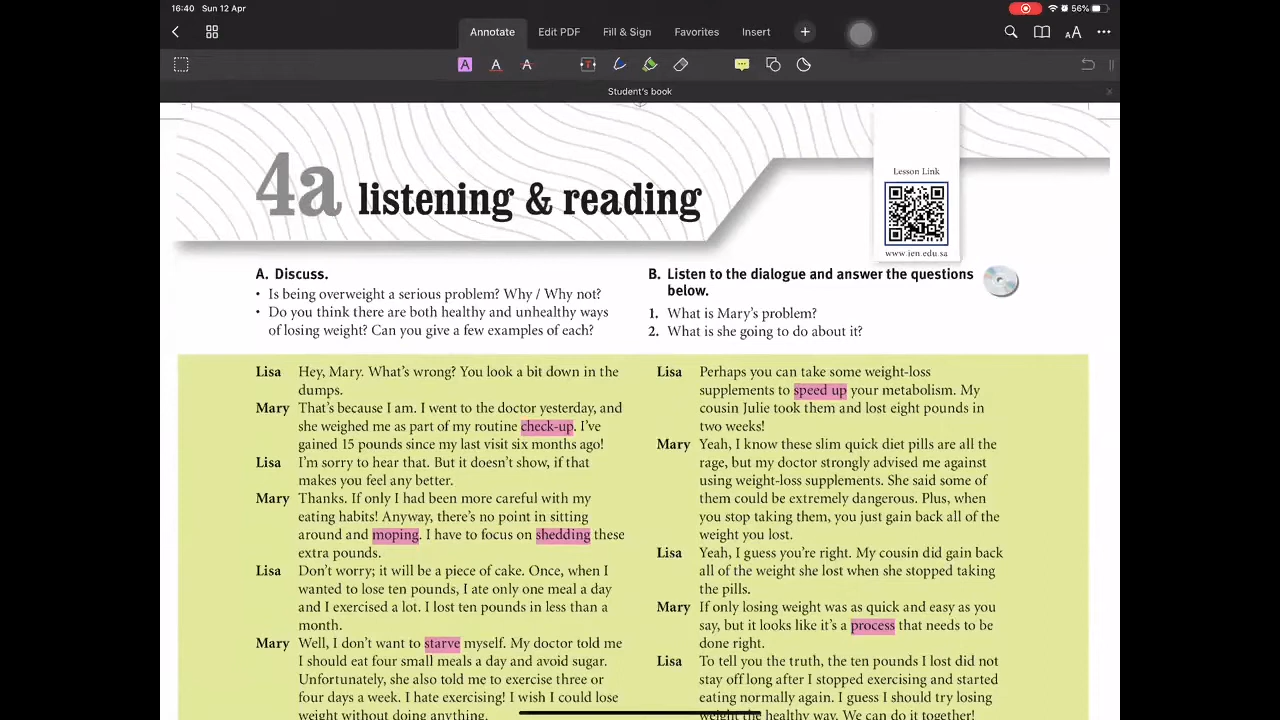 16:40 Sun 12 Apr
56%
Annotate Edit PDF Fill & Sign Favorites Insert
Student's book
4a listening & reading
Lesson Link
www.ien.edu.sa
A. Discuss.
• Is being overweight a serious problem? Why / Why not?
• Do you think there are both healthy and unhealthy ways
of losing weight? Can you give a few examples of each?
B. Listen to the dialogue and answer the questions
below.
1. What is Mary's problem?
2. What is she going to do about it?
Lisa Hey, Mary. What's wrong? You look a bit down in the
dumps.
Mary That's because I am. I went to the doctor yesterday, and
she weighed me as part of my routine check-up. I've
gained 15 pounds since my last visit six months ago!
Lisa I'm sorry to hear that. But it doesn't show, if that
makes you feel any better.
Mary Thanks. If only I had been more careful with my
eating habits! Anyway, there's no point in sitting
around and moping. I have to focus on shedding these
extra pounds.
Lisa Don't worry; it will be a piece of cake. Once, when I
wanted to lose ten pounds, I ate only one meal a day
and I exercised a lot. I lost ten pounds in less than a
month.
Mary Well, I don't want to starve myself. My doctor told me
I should eat four small meals a day and avoid sugar.
Unfortunately, she also told me to exercise three or
four days a week. I hate exercising! I wish I could lose
weight without doing anything.
Lisa Perhaps you can take some weight-loss
supplements to speed up your metabolism. My
cousin Julie took them and lost eight pounds in
two weeks!
Mary Yeah, I know these slim quick diet pills are all the
rage, but my doctor strongly advised me against
using weight-loss supplements. She said some of
them could be extremely dangerous. Plus, when
you stop taking them, you just gain back all of the
weight you lost.
Lisa Yeah, I guess you're right. My cousin did gain back
all of the weight she lost when she stopped taking
the pills.
Mary If only losing weight was as quick and easy as you
say, but it looks like it's a process that needs to be
done right.
Lisa To tell you the truth, the ten pounds I lost did not
stay off long after I stopped exercising and started
eating normally again. I guess I should try losing
weight the healthy way. We can do it together!